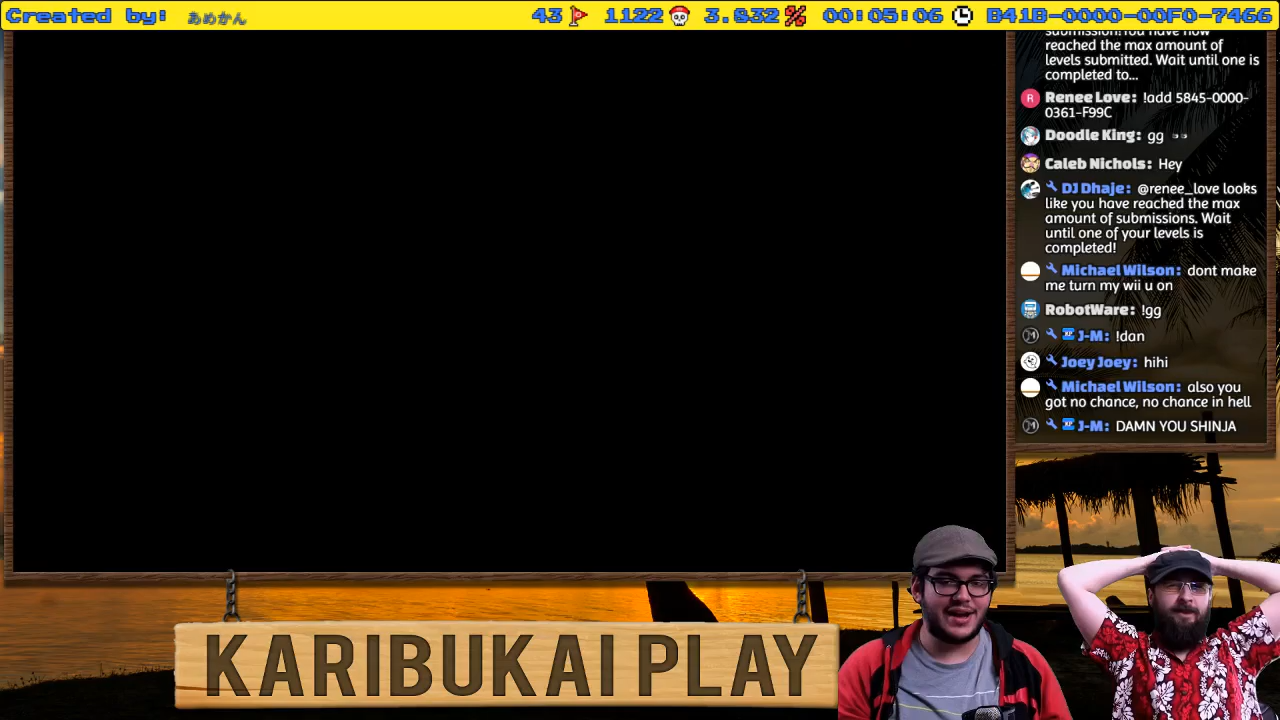 Created by: あめかん 43 1122 3.832% 00:05:06 B41B-0000-00F0-7466
submission!You have now
reached the max amount of
levels submitted. Wait until one is
completed to...
R Renee Love: !add 5845-0000-
0361-F99C
Doodle King: gg
Caleb Nichols: Hey
DJ Dhaje: @renee_love looks
like you have reached the max
amount of submissions. Wait
until one of your levels is
completed!
Michael Wilson: dont make
me turn my wii u on
RobotWare: !gg
J-M: !dan
Joey Joey: hihi
Michael Wilson: also you
got no chance, no chance in hell
J-M: DAMN YOU SHINJA
KARIBUKAI PLAY